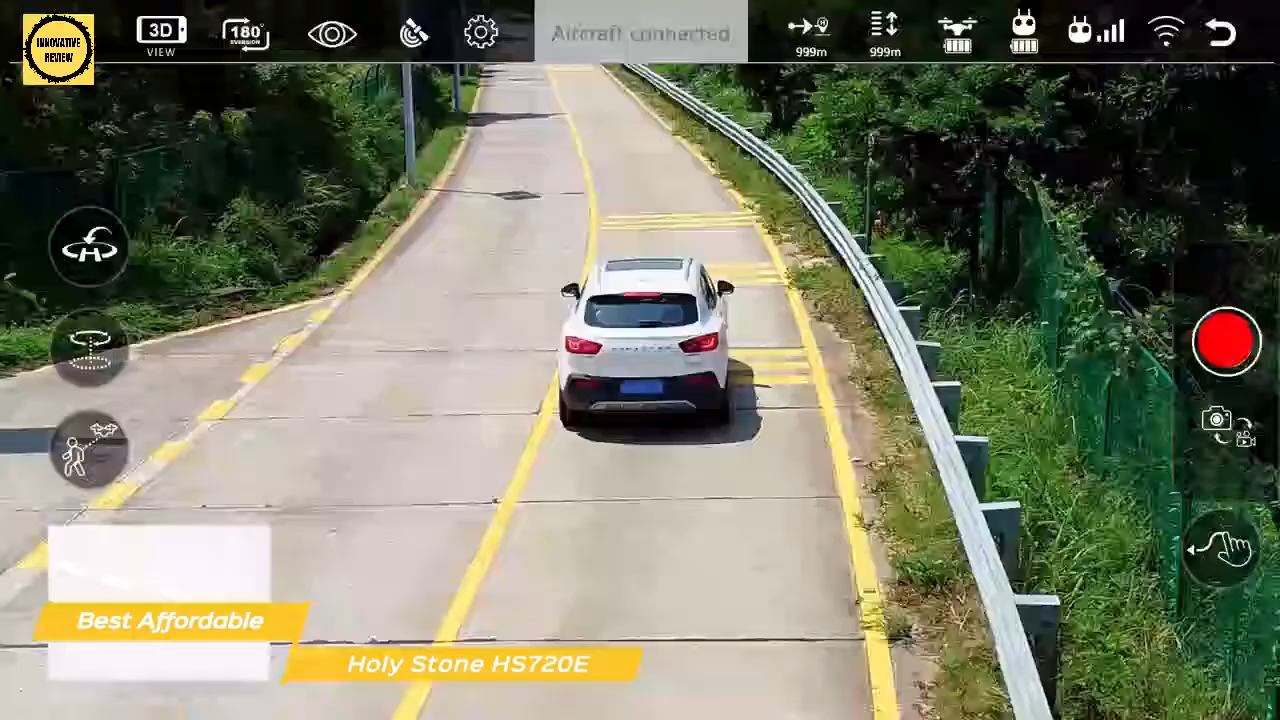 INNOVATIVE
REVIEW
3D
VIEW
180°
Aircraft connected
999m
999m
Best Affordable
Holy Stone HS720E